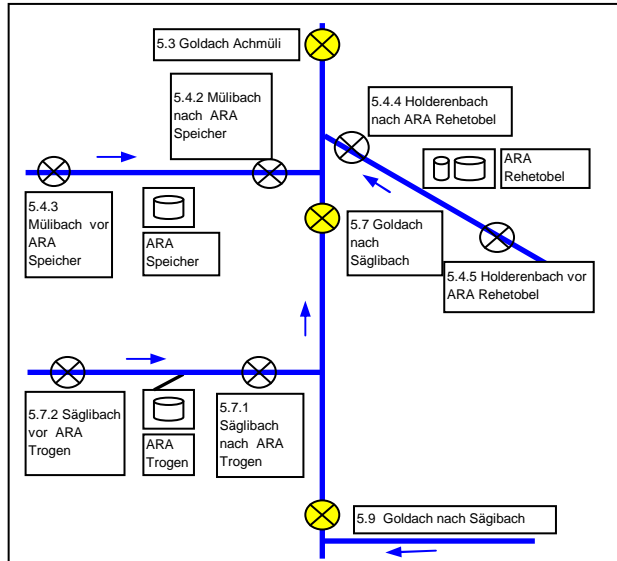 5.3 Goldach Achmüli
5.4.2 Mülibach
nach ARA
Speicher
5.4.4 Holderenbach
nach ARA Rehetobel
ARA
Rehetobel
5.4.3
Mülibach vor
ARA
Speicher
ARA
Speicher
5.7 Goldach
nach
Säglibach
5.4.5 Holderenbach vor
ARA Rehetobel
5.7.2 Säglibach
vor ARA
Trogen
ARA
Trogen
5.7.1
Säglibach
nach ARA
Trogen
5.9 Goldach nach Sägibach